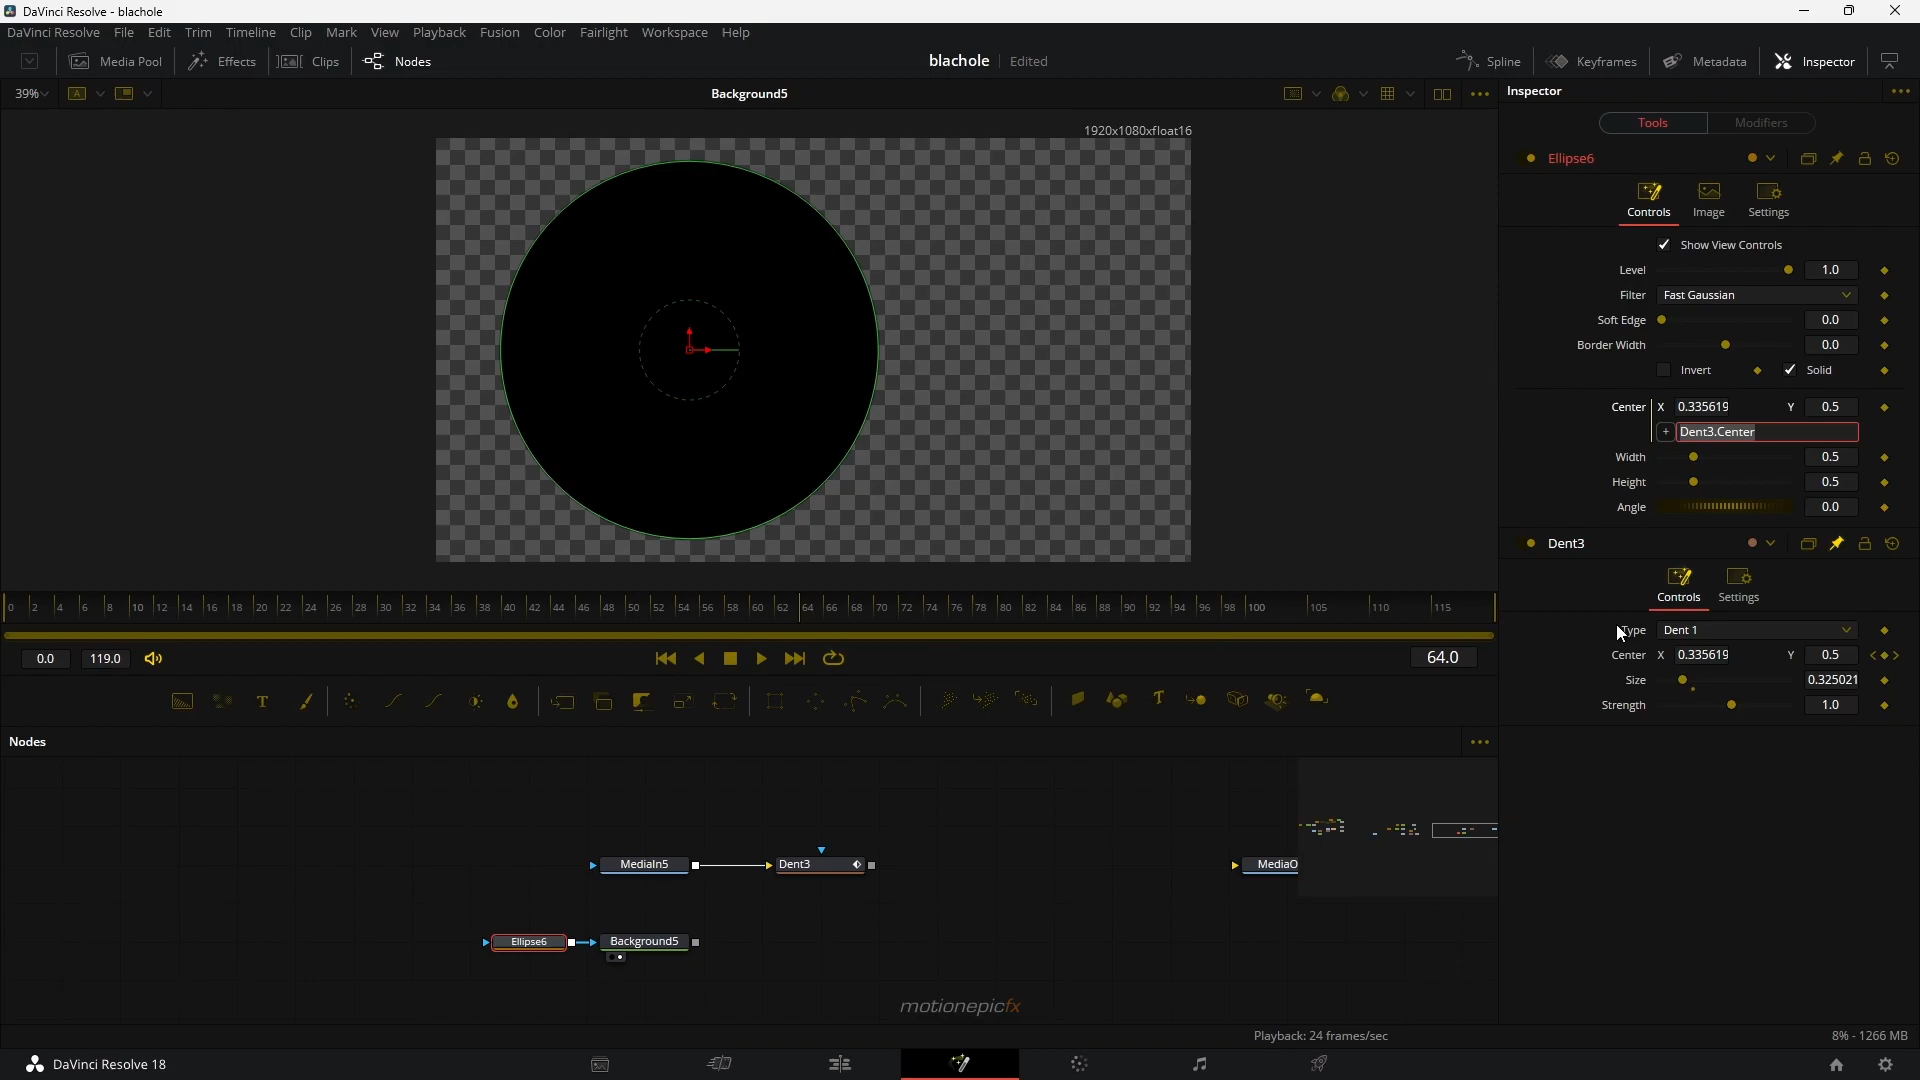 DaVinci Resolve - blachole
DaVinci Resolve File Edit Trim Timeline Clip Mark View Playback Fusion Color Fairlight Workspace Help
Media Pool Effects Clips Nodes blachole Edited Spline Keyframes Metadata Inspector
39% A Background5 Inspector
1920x1080xfloat16
Tools Modifiers
Ellipse6
Controls Image Settings
Show View Controls
Level 1.0
Filter Fast Gaussian
Soft Edge 0.0
Border Width 0.0
Invert Solid
Center X 0.335619 Y 0.5
+ Dent3.Center
Width 0.5
Height 0.5
Angle 0.0
Dent3
Controls Settings
Type Dent 1
Center X 0.335619 Y 0.5
Size 0.325021
Strength 1.0
0 2 4 6 8 10 12 14 16 18 20 22 24 26 28 30 32 34 36 38 40 42 44 46 48 50 52 54 56 58 60 62 64 66 68 70 72 74 76 78 80 82 84 86 88 90 92 94 96 98 100 105 110 115
0.0 119.0 64.0
T T
Nodes
MediaIn5 Dent3 MediaO
Ellipse6 Background5
motionepicfx
Playback: 24 frames/sec 8% - 1266 MB
DaVinci Resolve 18